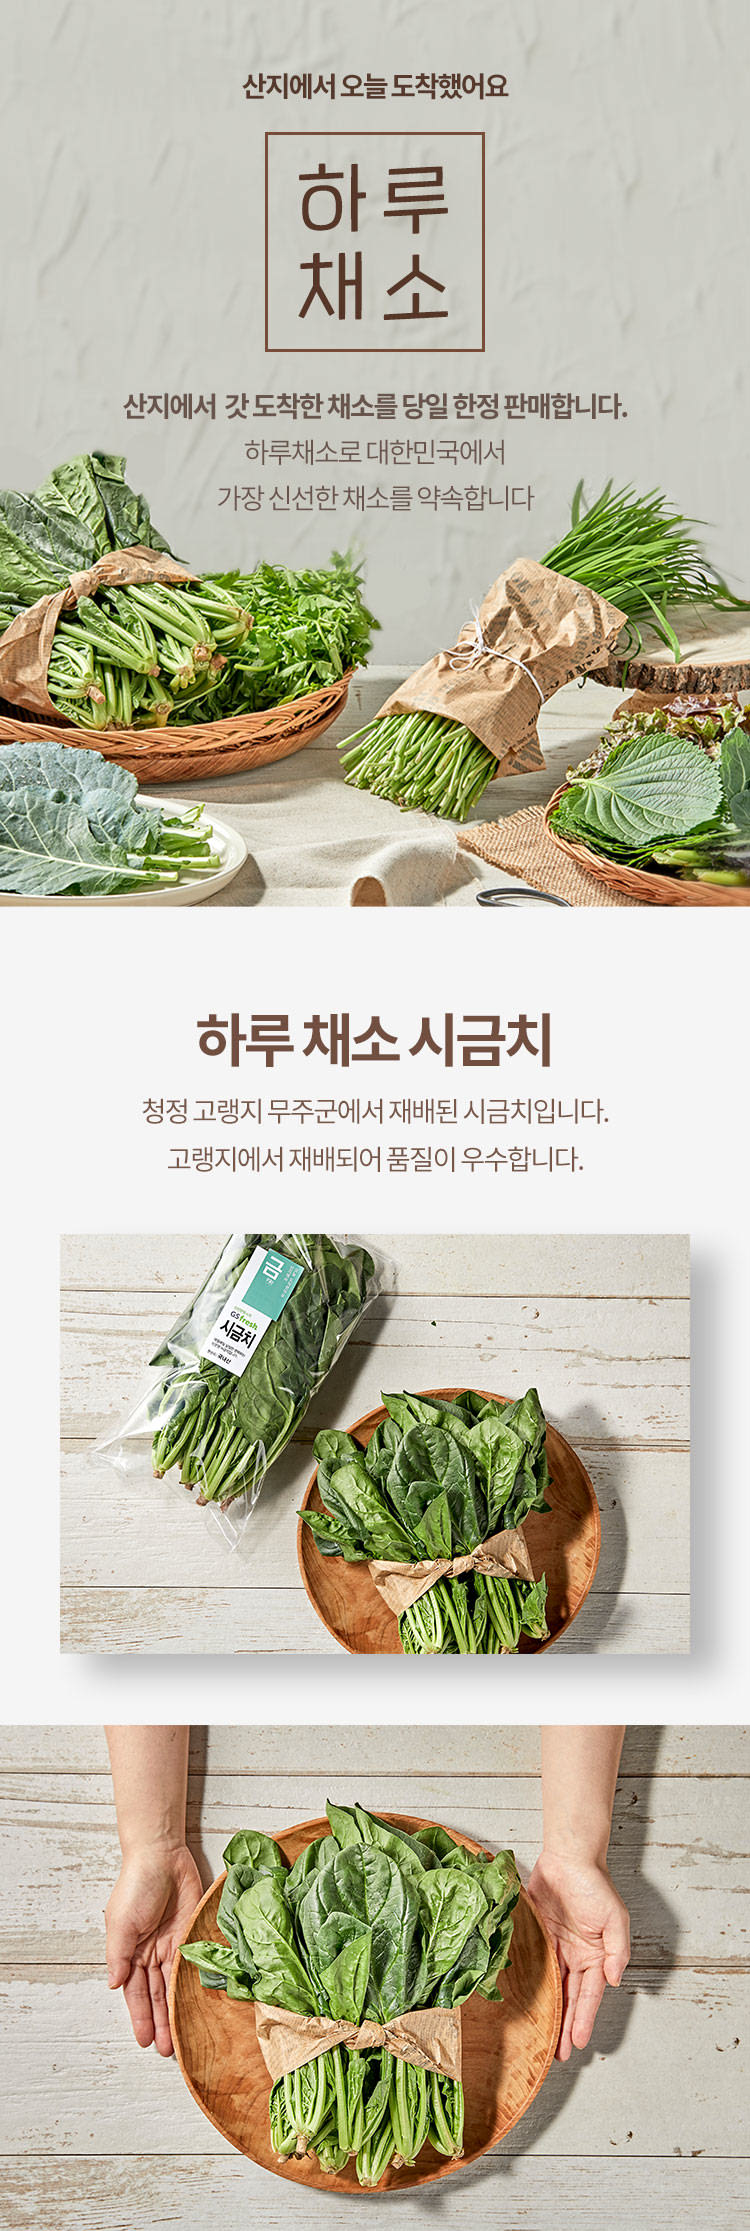 산지에서 오늘 도착했어요
하루
채소
산지에서 갓 도착한 채소를 당일 한정 판매합니다.
하루채소로 대한민국에서
가장 신선한 채소를 약속합니다
하루 채소 시금치
청정 고랭지 무주군에서 재배된 시금치입니다.
고랭지에서 재배되어 품질이 우수합니다.
금
GS fresh
시금치
국내산